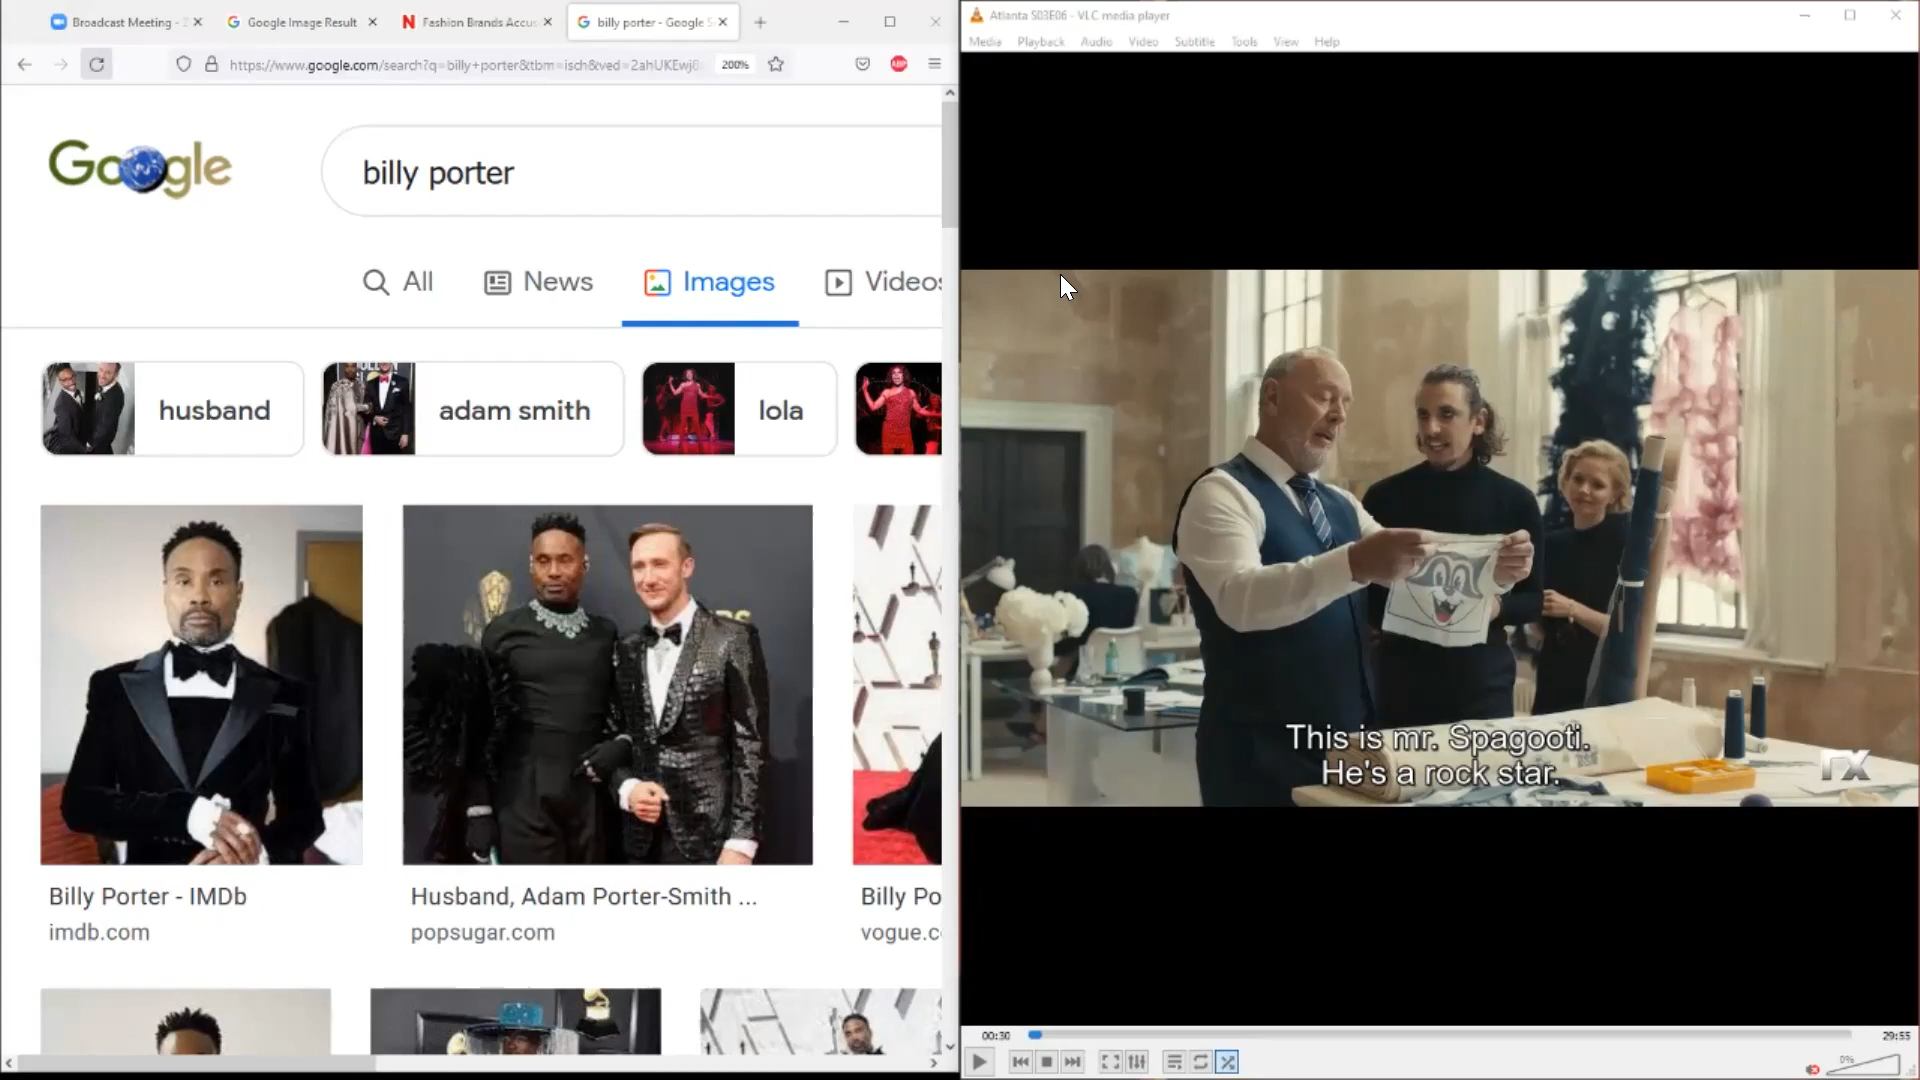 Broadcast Meeting - Z
Google Image Result
Fashion Brands Accus
billy porter - Google S
https://www.google.com/search?q=billy+porter&tbm=isch&ved=2ahUKEwj8
200%
ABP
Google
billy porter
All
News
Images
Videos
husband
adam smith
lola
Billy Porter - IMDb
imdb.com
Husband, Adam Porter-Smith ...
popsugar.com
Billy Po
vogue.c
Atlanta S03E06 - VLC media player
Media Playback Audio Video Subtitle Tools View Help
This is mr. Spagooti.
He's a rock star.
FX
00:30
29:55
0%